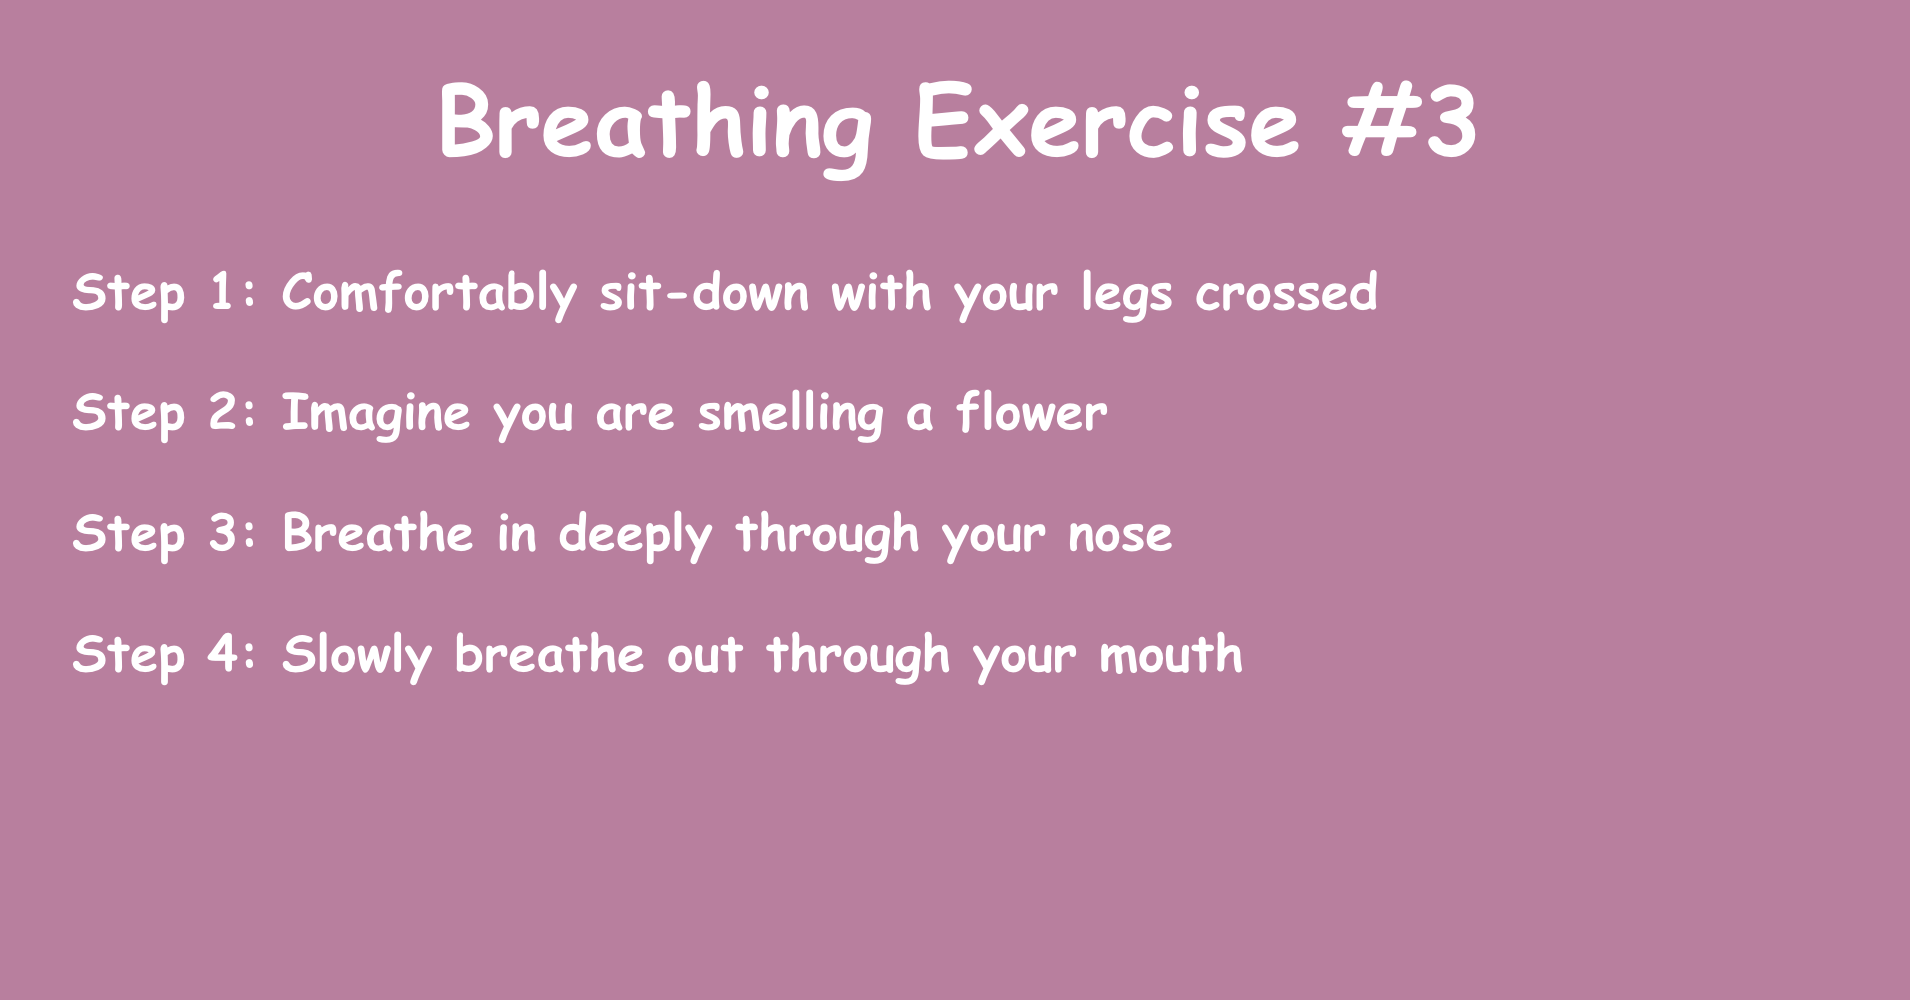 Breathing Exercise #3
Step 1: Comfortably sit-down with your legs crossed
Step 2: Imagine you are smelling a flower
Step 3: Breathe in deeply through your nose
Step 4: Slowly breathe out through your mouth